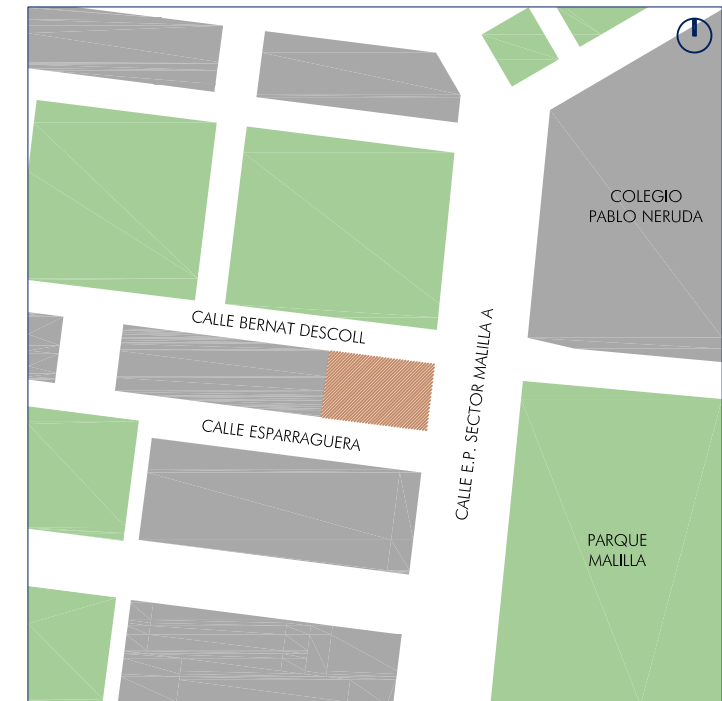 COLEGIO
PABLO NERUDA
CALLE BERNAT DESCOLL
CALLE E.P. SECTOR MALILLA A
CALLE ESPARRAGUERA
PARQUE
MALILLA